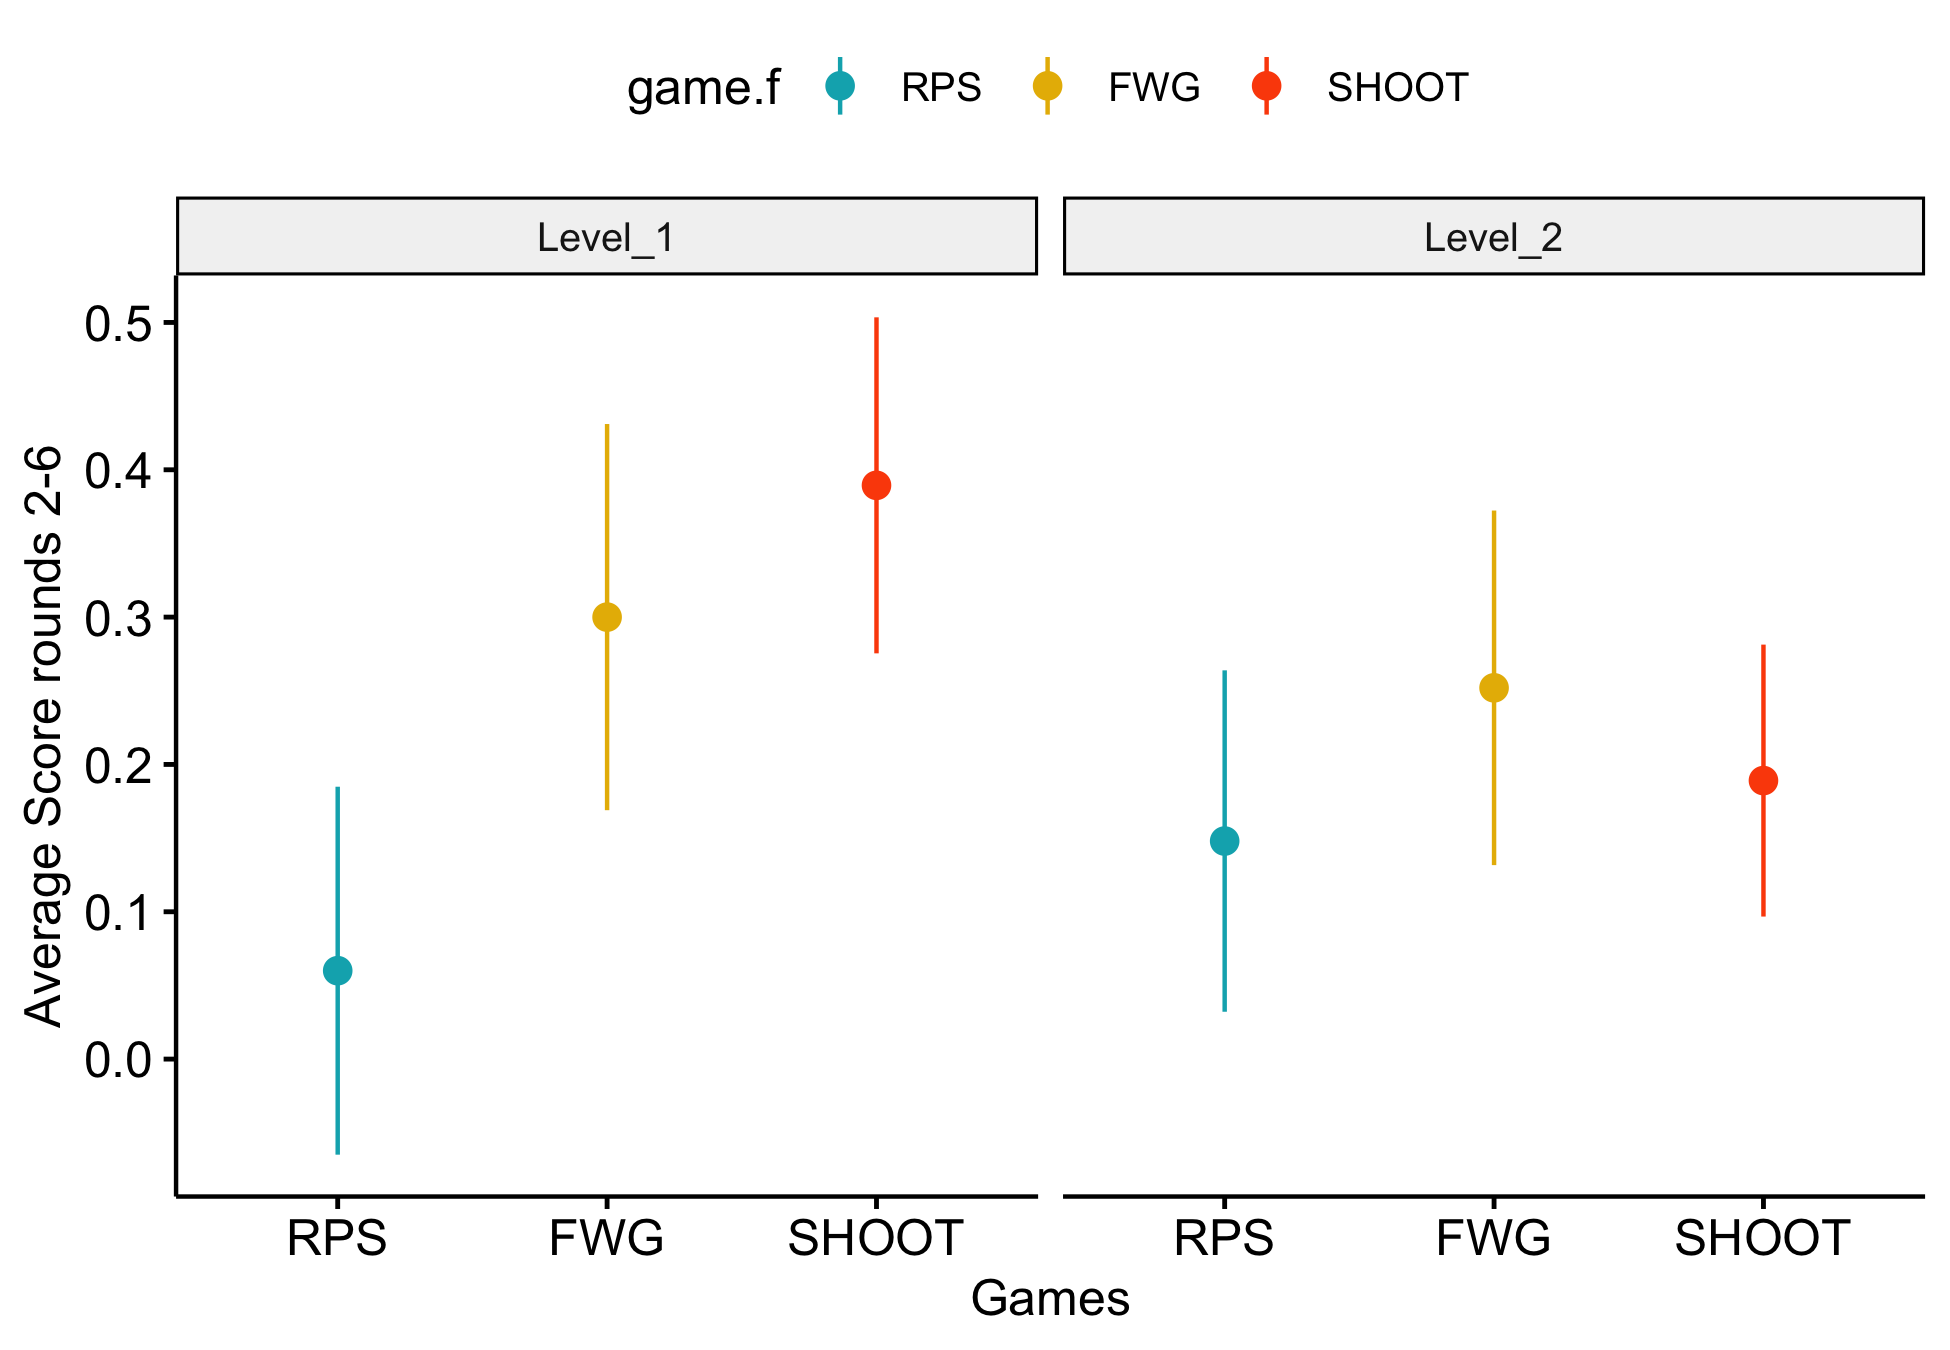 game.f RPS FWG SHOOT
Level_1 Level_2
0.5
0.4
0.3
0.2
0.1
0.0
Average Score rounds 2-6
RPS FWG SHOOT RPS FWG SHOOT
Games